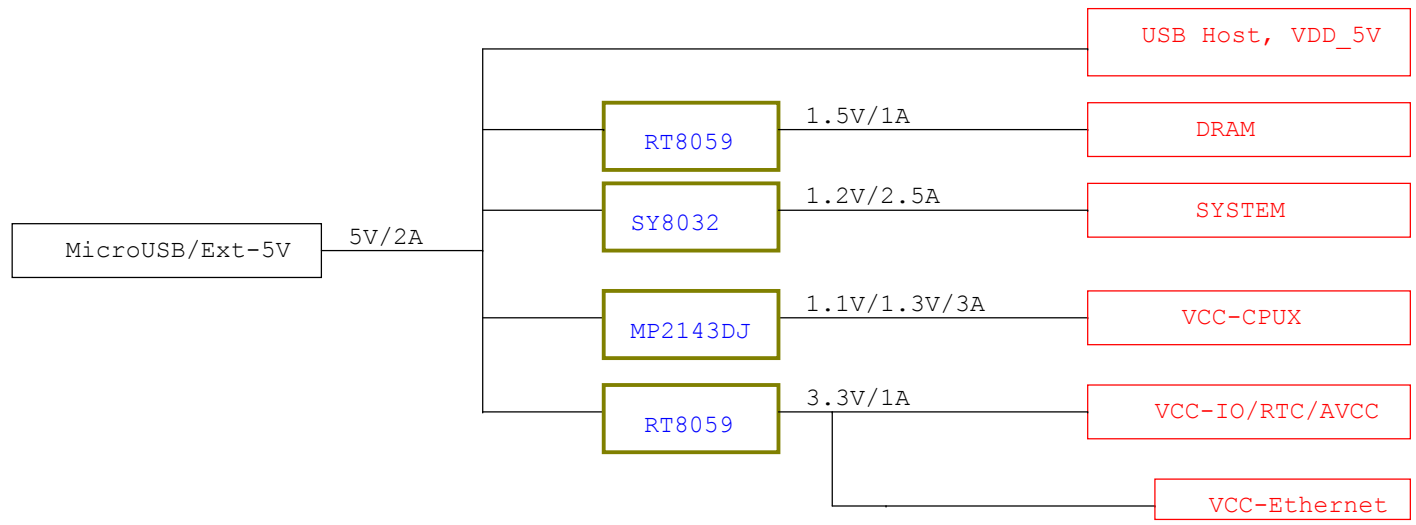 USB Host, VDD_5V
RT8059
1.5V/1A
DRAM
SY8032
1.2V/2.5A
SYSTEM
MicroUSB/Ext-5V
5V/2A
MP2143DJ
1.1V/1.3V/3A
VCC-CPUX
RT8059
3.3V/1A
VCC-IO/RTC/AVCC
VCC-Ethernet